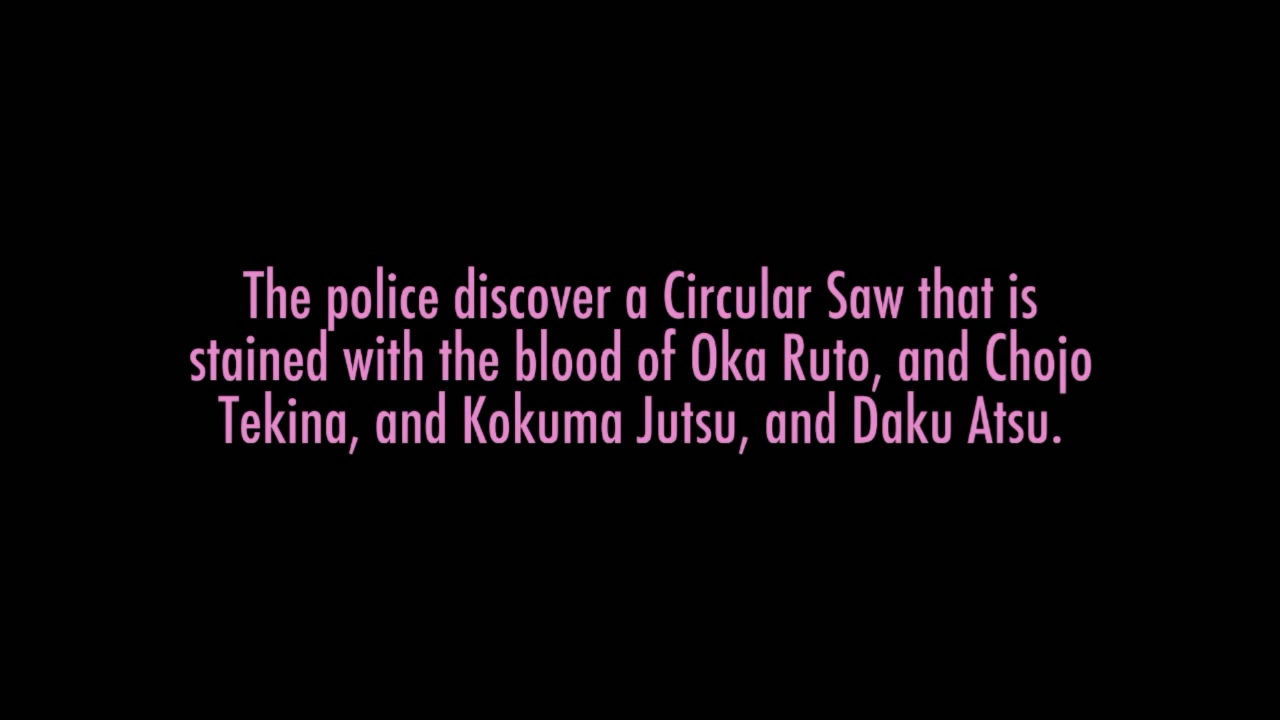 The police discover a Circular Saw that is
stained with the blood of Oka Ruto, and Chojo
Tekina, and Kokuma Jutsu, and Daku Atsu.